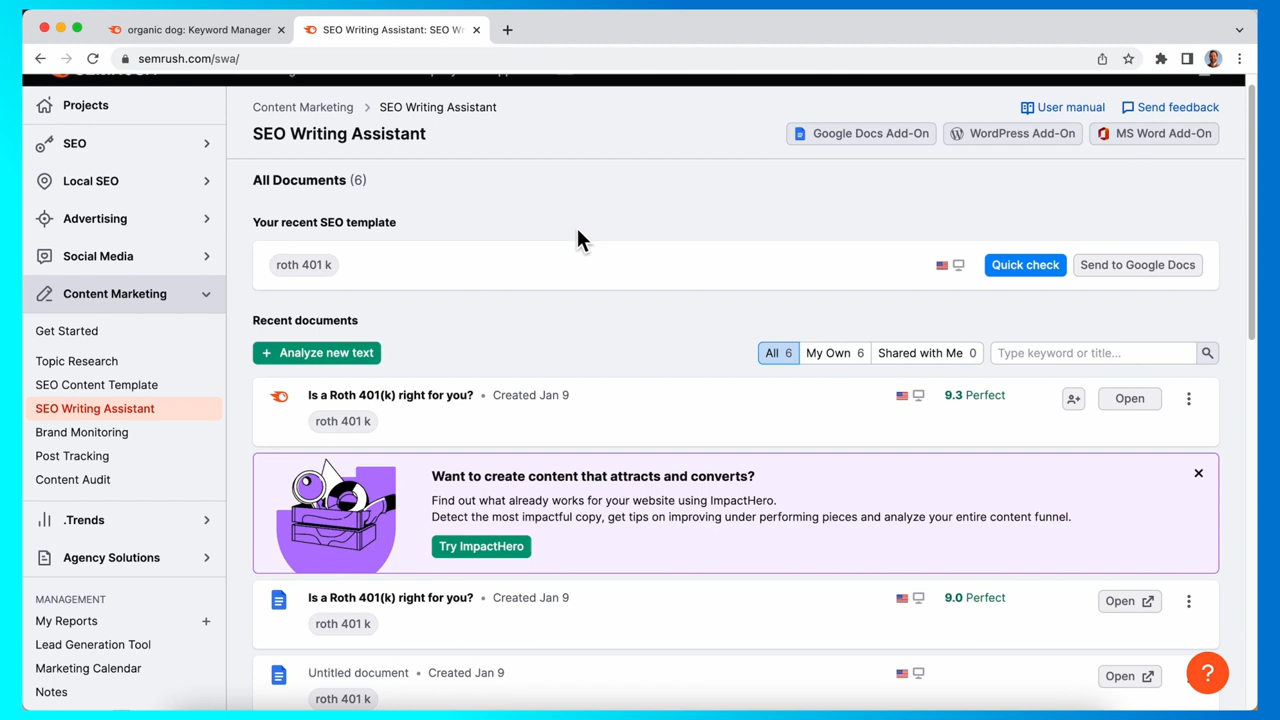 organic dog: Keyword Manager
SEO Writing Assistant: SEO Wr
semrush.com/swa/
Projects
SEO
Local SEO
Advertising
Social Media
Content Marketing
Get Started
Topic Research
SEO Content Template
SEO Writing Assistant
Brand Monitoring
Post Tracking
Content Audit
.Trends
Agency Solutions
MANAGEMENT
My Reports +
Lead Generation Tool
Marketing Calendar
Notes
Content Marketing > SEO Writing Assistant
User manual
Send feedback
SEO Writing Assistant
Google Docs Add-On
WordPress Add-On
MS Word Add-On
All Documents (6)
Your recent SEO template
roth 401 k
Quick check
Send to Google Docs
Recent documents
+ Analyze new text
All 6
My Own 6
Shared with Me 0
Type keyword or title...
Is a Roth 401(k) right for you? • Created Jan 9
9.3 Perfect
Open
roth 401 k
Want to create content that attracts and converts?
Find out what already works for your website using ImpactHero.
Detect the most impactful copy, get tips on improving under performing pieces and analyze your entire content funnel.
Try ImpactHero
Is a Roth 401(k) right for you? • Created Jan 9
9.0 Perfect
Open
roth 401 k
Untitled document • Created Jan 9
Open
roth 401 k
?